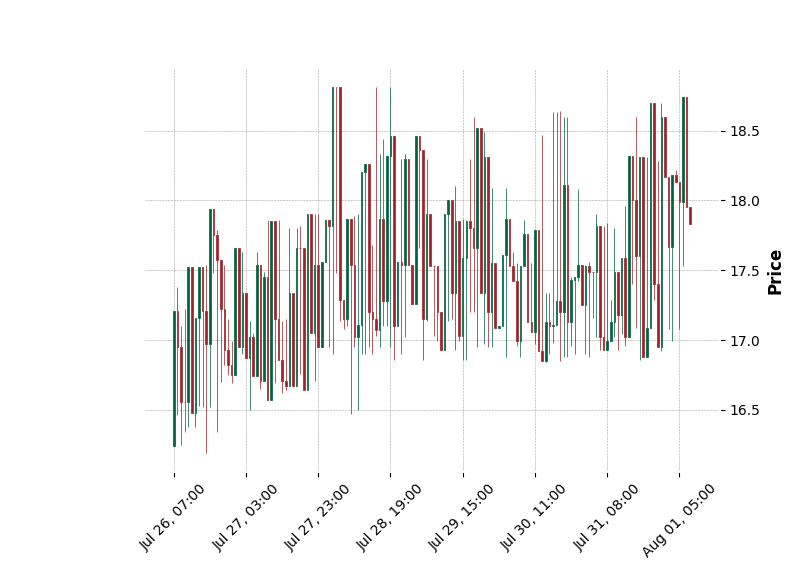 18.5
18.0
17.5
17.0
16.5
Price
Jul 26, 07:00
Jul 27, 03:00
Jul 27, 23:00
Jul 28, 19:00
Jul 29, 15:00
Jul 30, 11:00
Jul 31, 08:00
Aug 01, 05:00